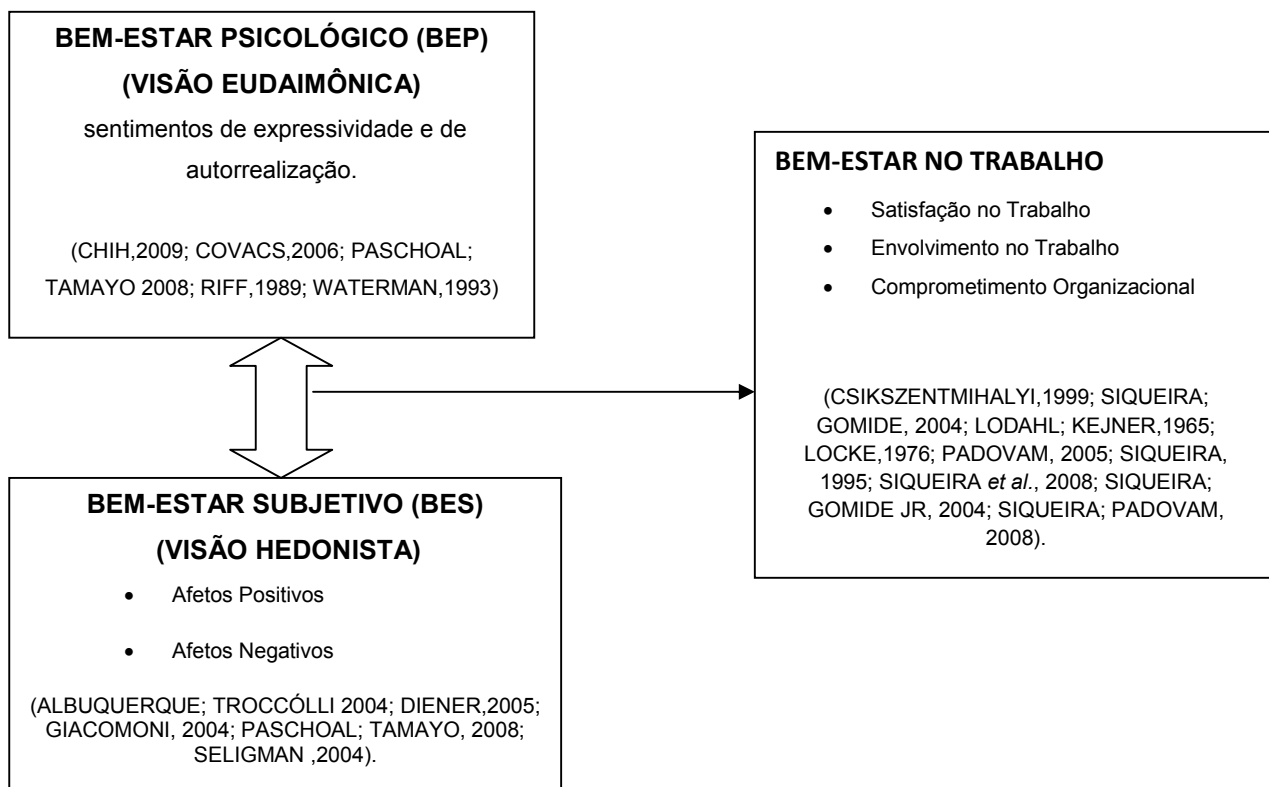 BEM-ESTAR PSICOLÓGICO (BEP)
(VISÃO EUDAIMÔNICA)
sentimentos de expressividade e de
autorrealização.
(CHIH,2009; COVACS,2006; PASCHOAL;
TAMAYO 2008; RIFF,1989; WATERMAN,1993)
BEM-ESTAR SUBJETIVO (BES)
(VISÃO HEDONISTA)
• Afetos Positivos
• Afetos Negativos
(ALBUQUERQUE; TROCCÓLLI 2004; DIENER,2005;
GIACOMONI, 2004; PASCHOAL; TAMAYO, 2008;
SELIGMAN ,2004).
BEM-ESTAR NO TRABALHO
• Satisfação no Trabalho
• Envolvimento no Trabalho
• Comprometimento Organizacional
(CSIKSZENTMIHALYI,1999; SIQUEIRA;
GOMIDE, 2004; LODAHL; KEJNER,1965;
LOCKE,1976; PADOVAM, 2005; SIQUEIRA,
1995; SIQUEIRA et al., 2008; SIQUEIRA;
GOMIDE JR, 2004; SIQUEIRA; PADOVAM,
2008).